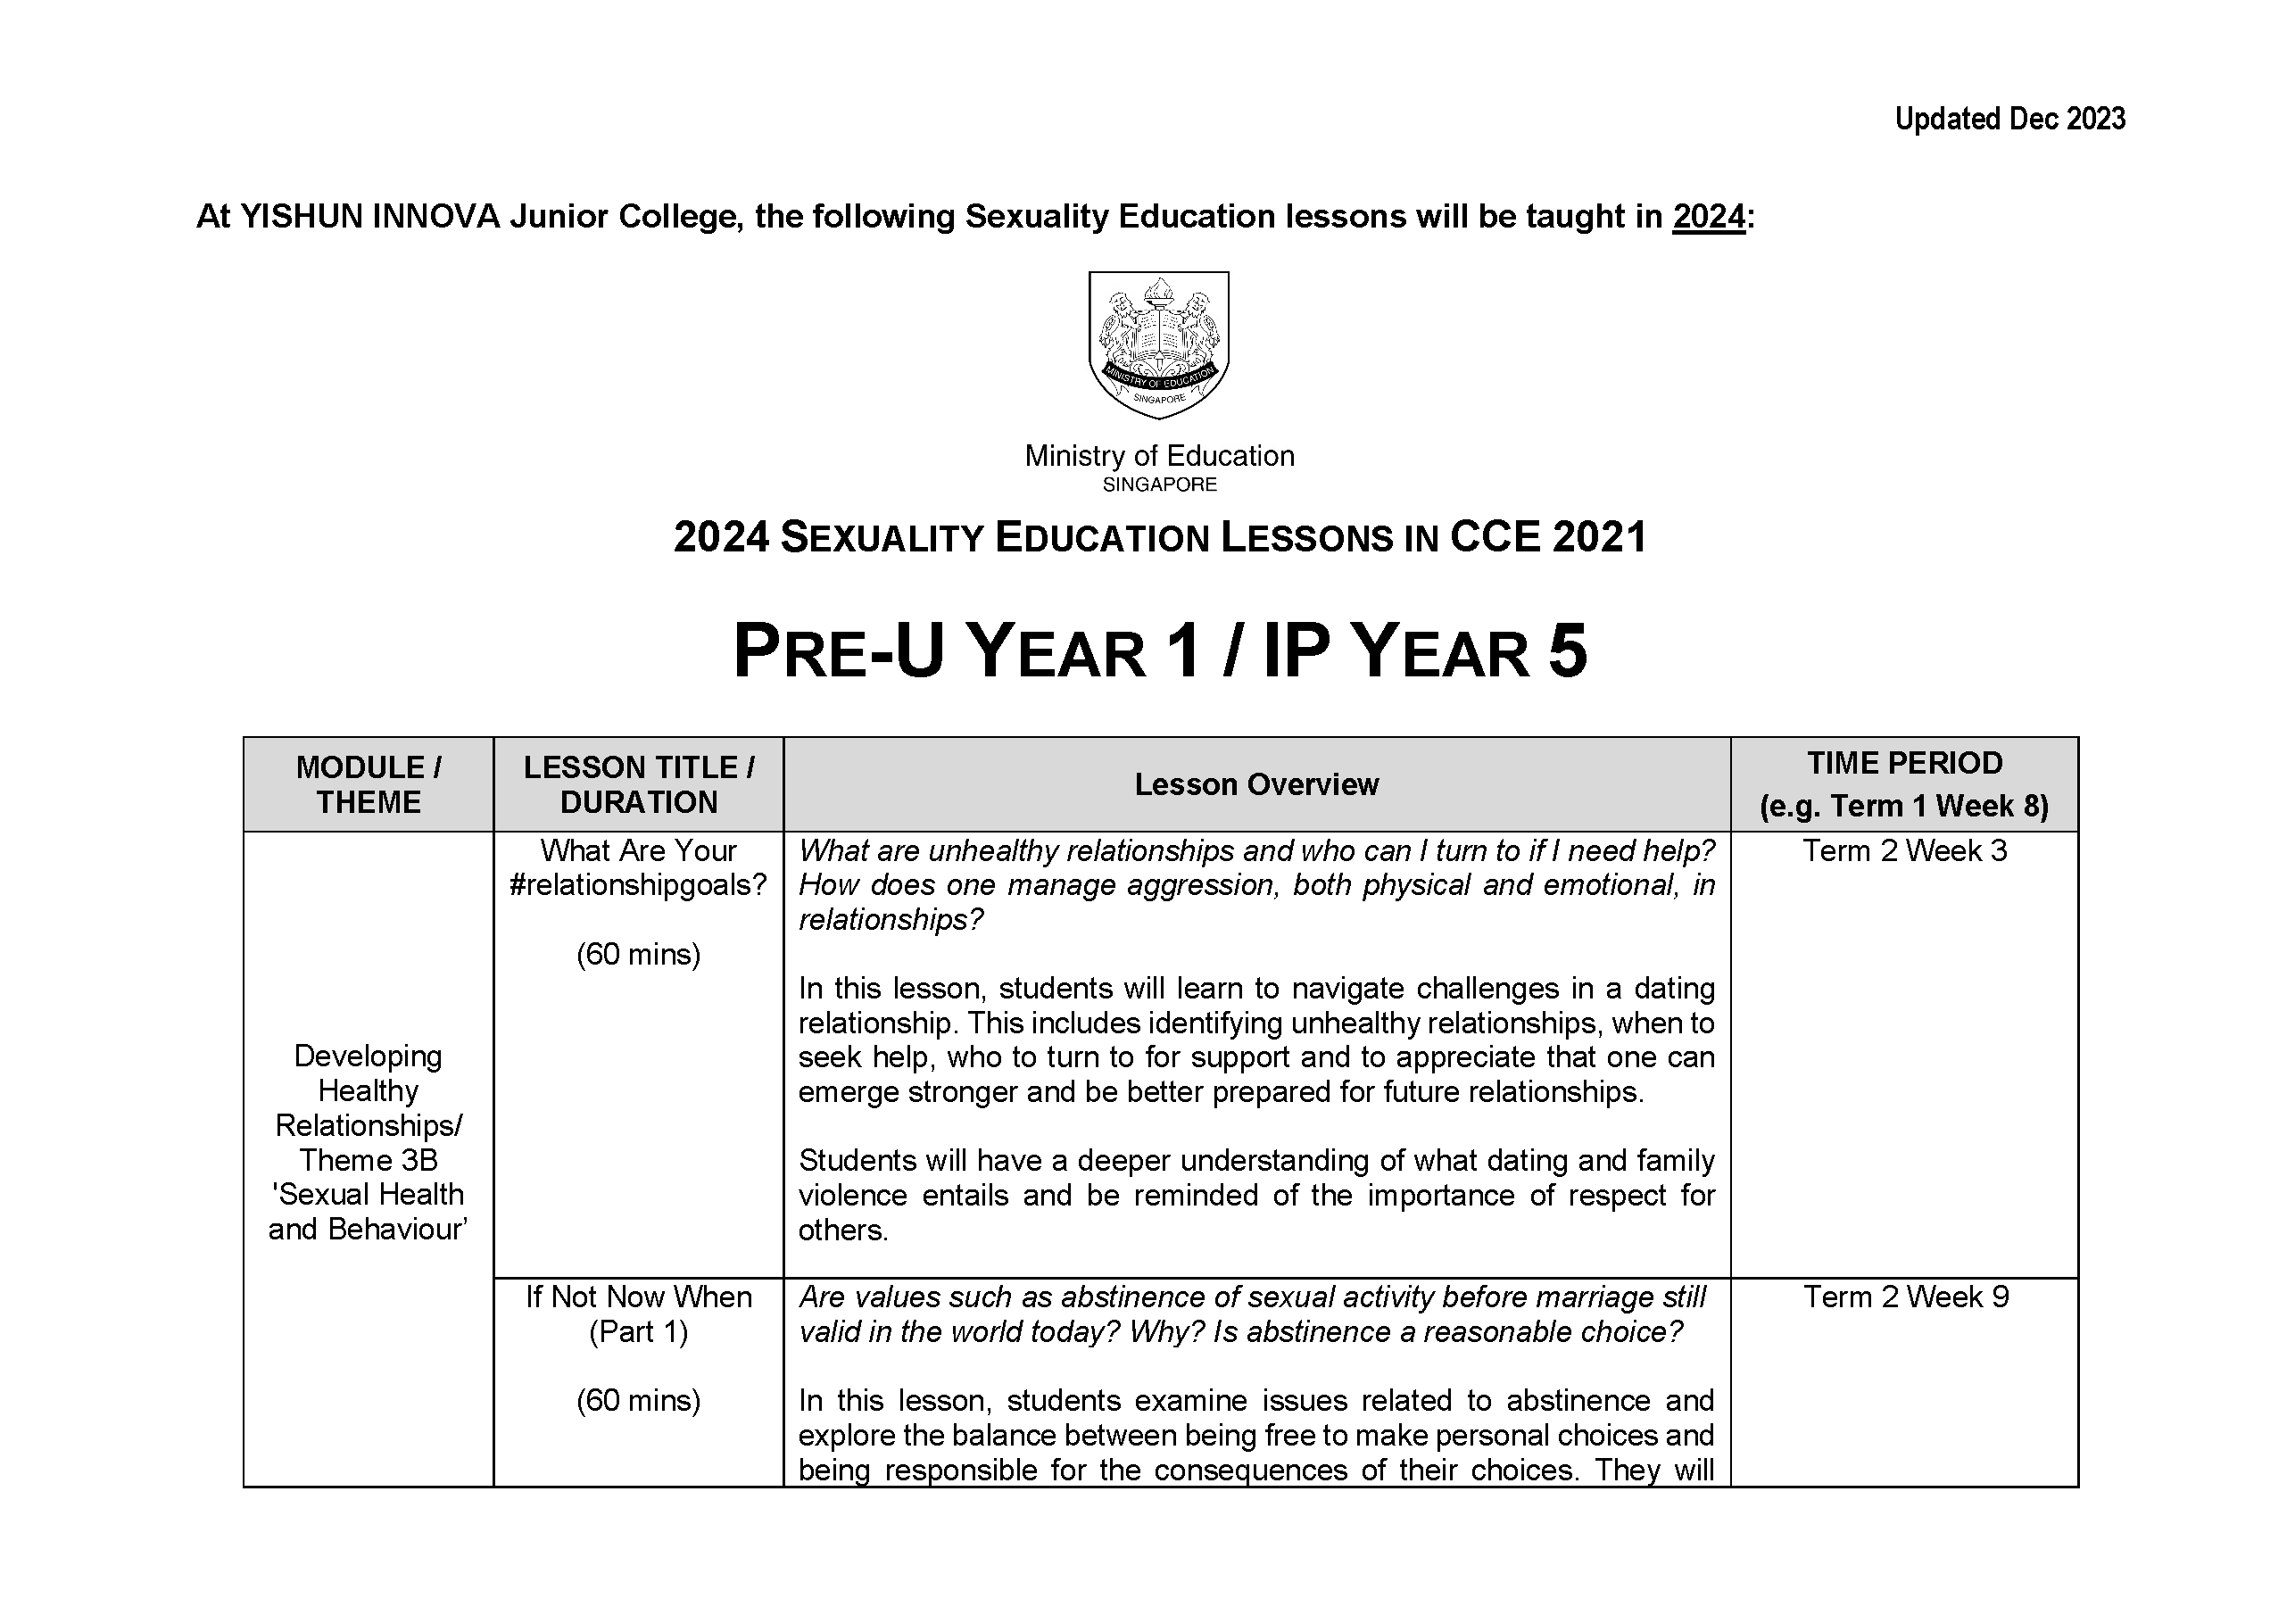 Updated Dec 2023
At YISHUN INNOVA Junior College, the following Sexuality Education lessons will be taught in 2024:
MINISTRY OF EDUCATION
SINGAPORE
Ministry of Education
SINGAPORE
2024 SEXUALITY EDUCATION LESSONS IN CCE 2021
PRE-U YEAR 1 / IP YEAR 5
MODULE /
THEME
LESSON TITLE /
DURATION
Lesson Overview
TIME PERIOD
(e.g. Term 1 Week 8)
Developing
Healthy
Relationships/
Theme 3B
'Sexual Health
and Behaviour’
What Are Your
#relationshipgoals?
(60 mins)
What are unhealthy relationships and who can I turn to if I need help?
How does one manage aggression, both physical and emotional, in
relationships?
In this lesson, students will learn to navigate challenges in a dating
relationship. This includes identifying unhealthy relationships, when to
seek help, who to turn to for support and to appreciate that one can
emerge stronger and be better prepared for future relationships.
Students will have a deeper understanding of what dating and family
violence entails and be reminded of the importance of respect for
others.
Term 2 Week 3
If Not Now When
(Part 1)
(60 mins)
Are values such as abstinence of sexual activity before marriage still
valid in the world today? Why? Is abstinence a reasonable choice?
In this lesson, students examine issues related to abstinence and
explore the balance between being free to make personal choices and
being responsible for the consequences of their choices. They will
Term 2 Week 9